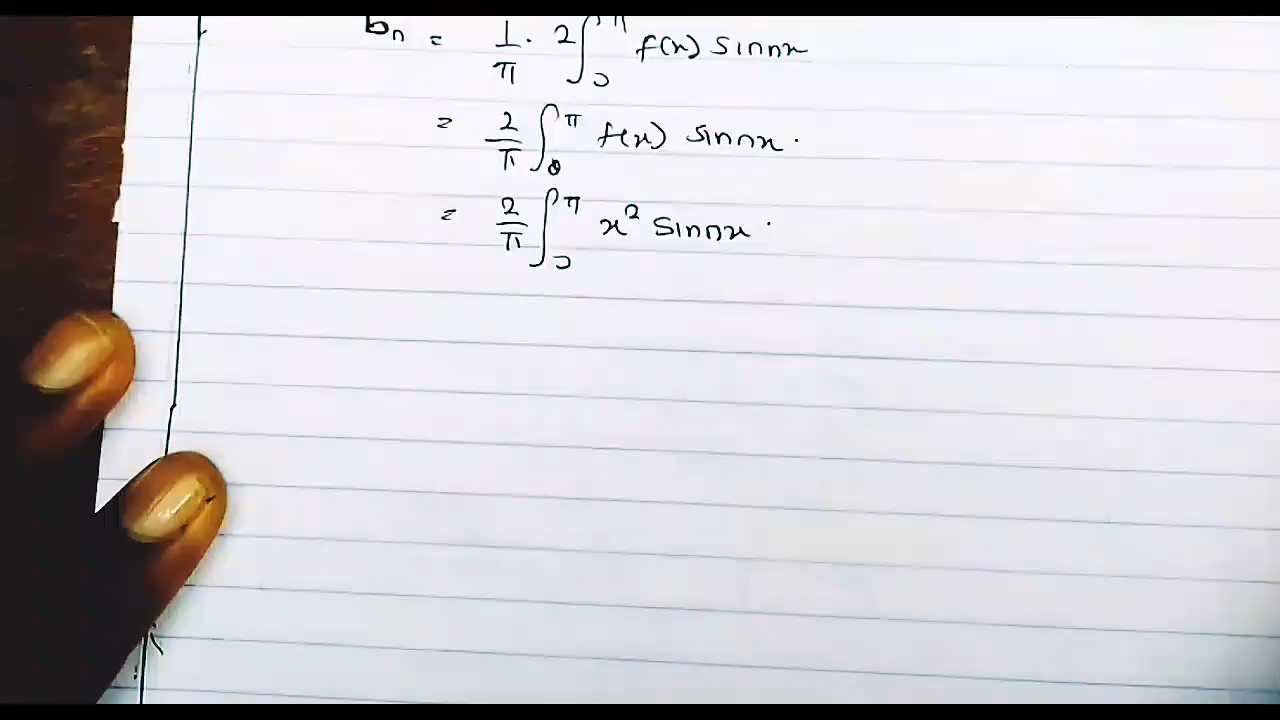 bn = 1/π · 2∫₀^π f(x) sinnx
= 2/π ∫₀^π f(x) sinnx.
= 2/π ∫₀^π x² sinnx.